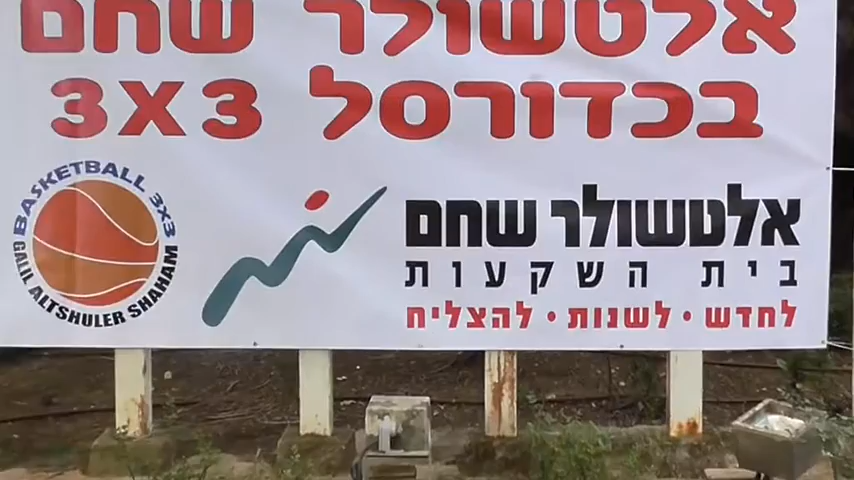 אלטשולר שחם
בכדורסל 3X3
BASKETBALL 3X3
GALIL ALTSHULER SHAHAM
אלטשולר שחם
בית השקעות
לחדש • לשנות • להצליח